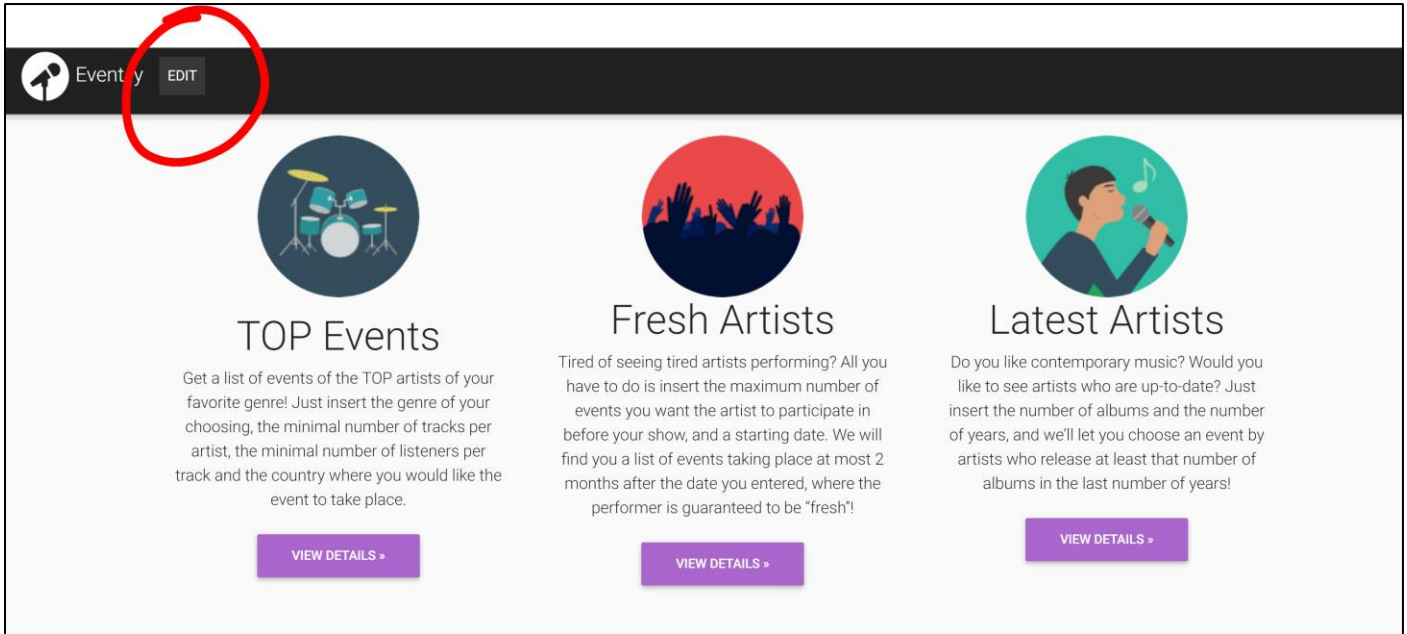 Eventify EDIT
TOP Events
Get a list of events of the TOP artists of your
favorite genre! Just insert the genre of your
choosing, the minimal number of tracks per
artist, the minimal number of listeners per
track and the country where you would like the
event to take place.
VIEW DETAILS »
Fresh Artists
Tired of seeing tired artists performing? All you
have to do is insert the maximum number of
events you want the artist to participate in
before your show, and a starting date. We will
find you a list of events taking place at most 2
months after the date you entered, where the
performer is guaranteed to be “fresh”!
VIEW DETAILS »
Latest Artists
Do you like contemporary music? Would you
like to see artists who are up-to-date? Just
insert the number of albums and the number
of years, and we’ll let you choose an event by
artists who release at least that number of
albums in the last number of years!
VIEW DETAILS »